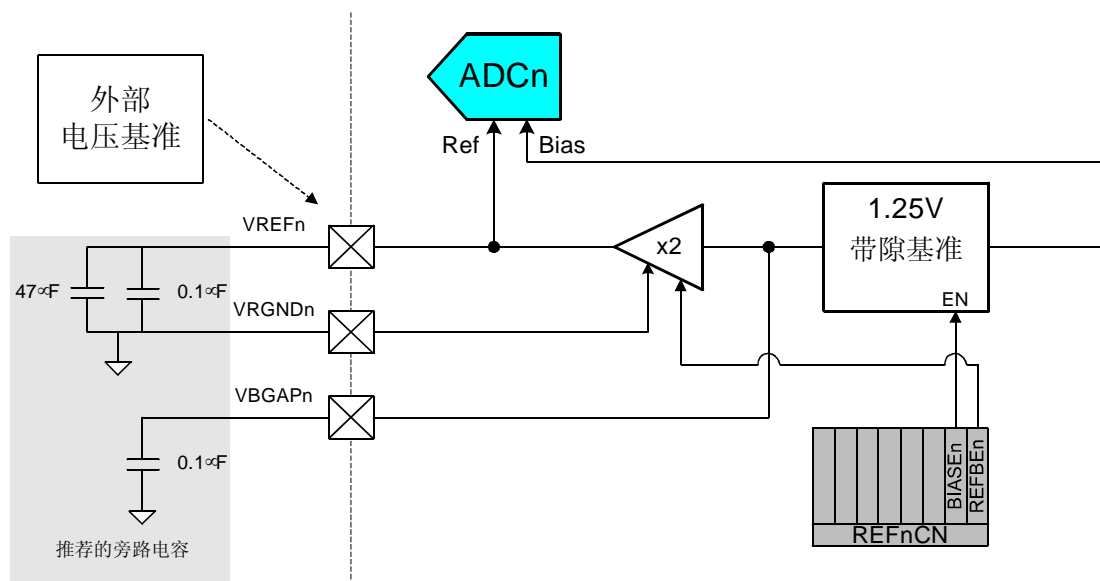 外部
电压基准
ADCn
Ref
Bias
VREFn
x2
1.25V
带隙基准
EN
47∝F
0.1∝F
VRGNDn
VBGAPn
0.1∝F
BIASEn
REFBEn
REFnCN
推荐的旁路电容